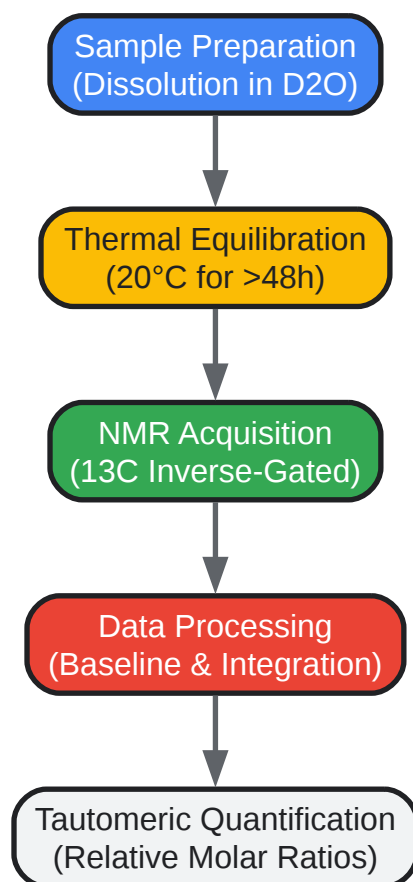 Sample Preparation
(Dissolution in D2O)
Thermal Equilibration
(20°C for >48h)
NMR Acquisition
(13C Inverse-Gated)
Data Processing
(Baseline & Integration)
Tautomeric Quantification
(Relative Molar Ratios)